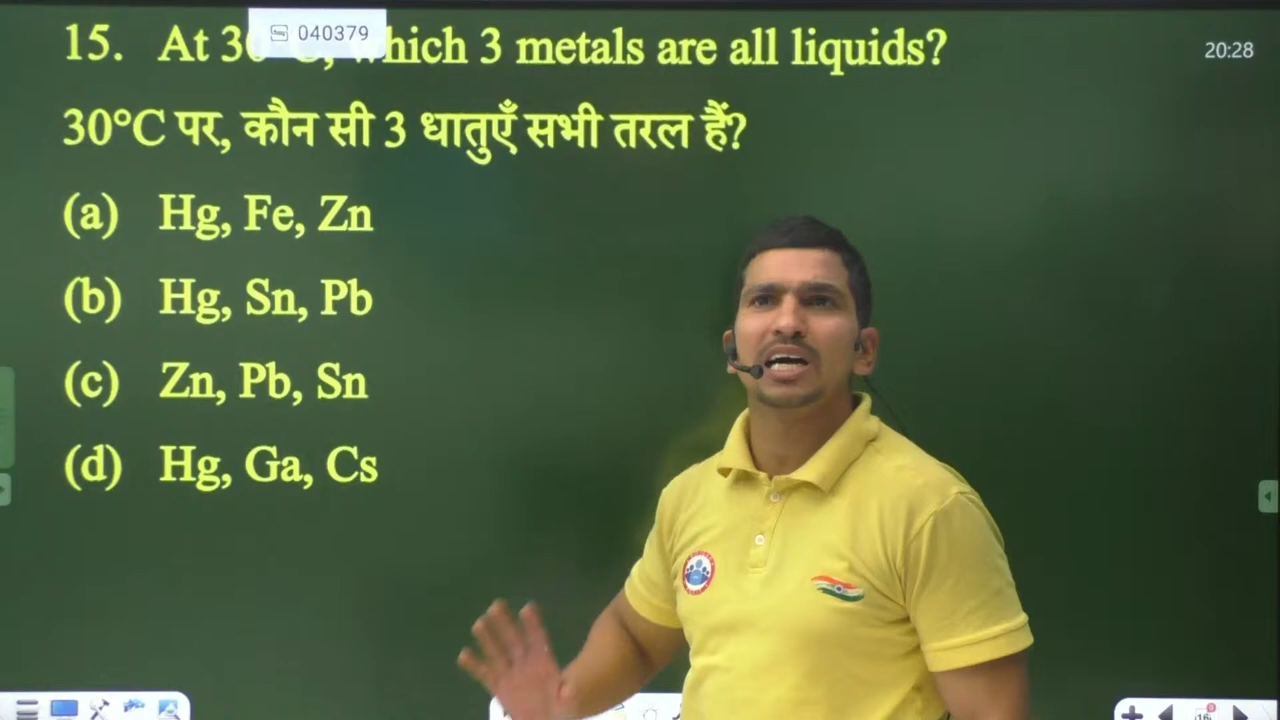 040379
20:28
15. At 30°C, which 3 metals are all liquids?
30°C पर, कौन सी 3 धातुएँ सभी तरल हैं?
(a) Hg, Fe, Zn
(b) Hg, Sn, Pb
(c) Zn, Pb, Sn
(d) Hg, Ga, Cs